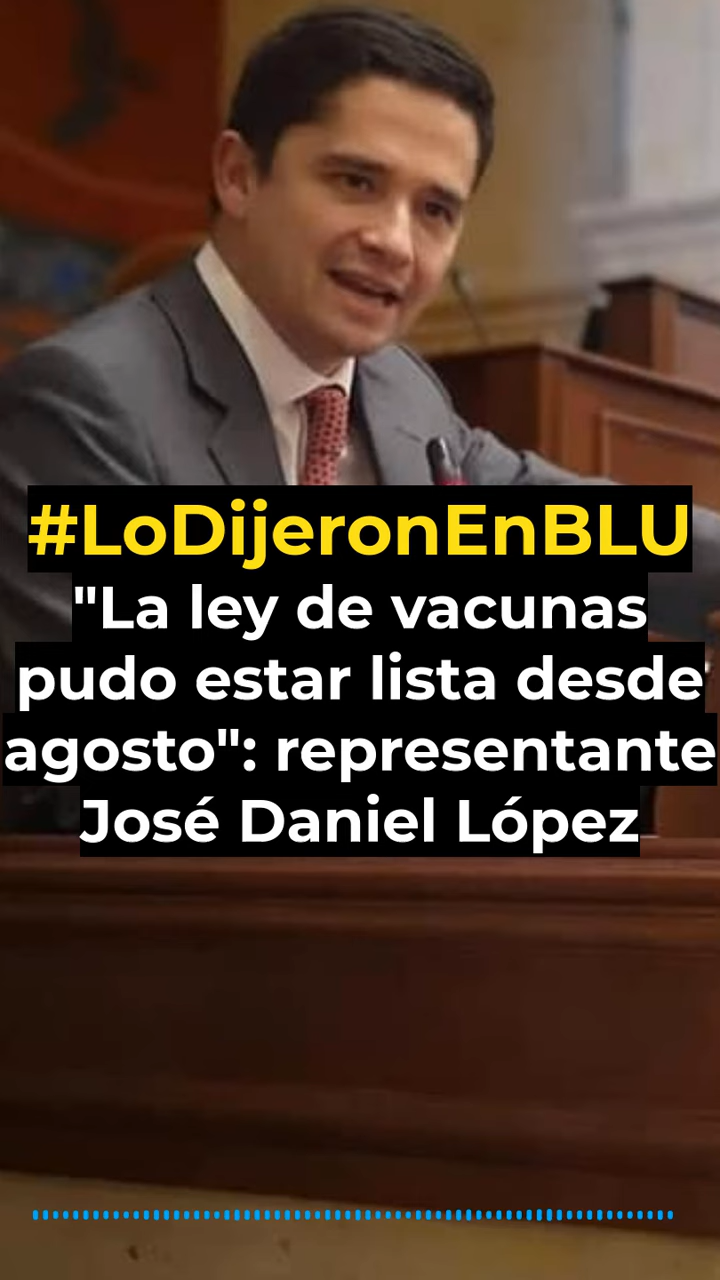 #LoDijeronEnBLU
"La ley de vacunas
pudo estar lista desde
agosto": representante
José Daniel López